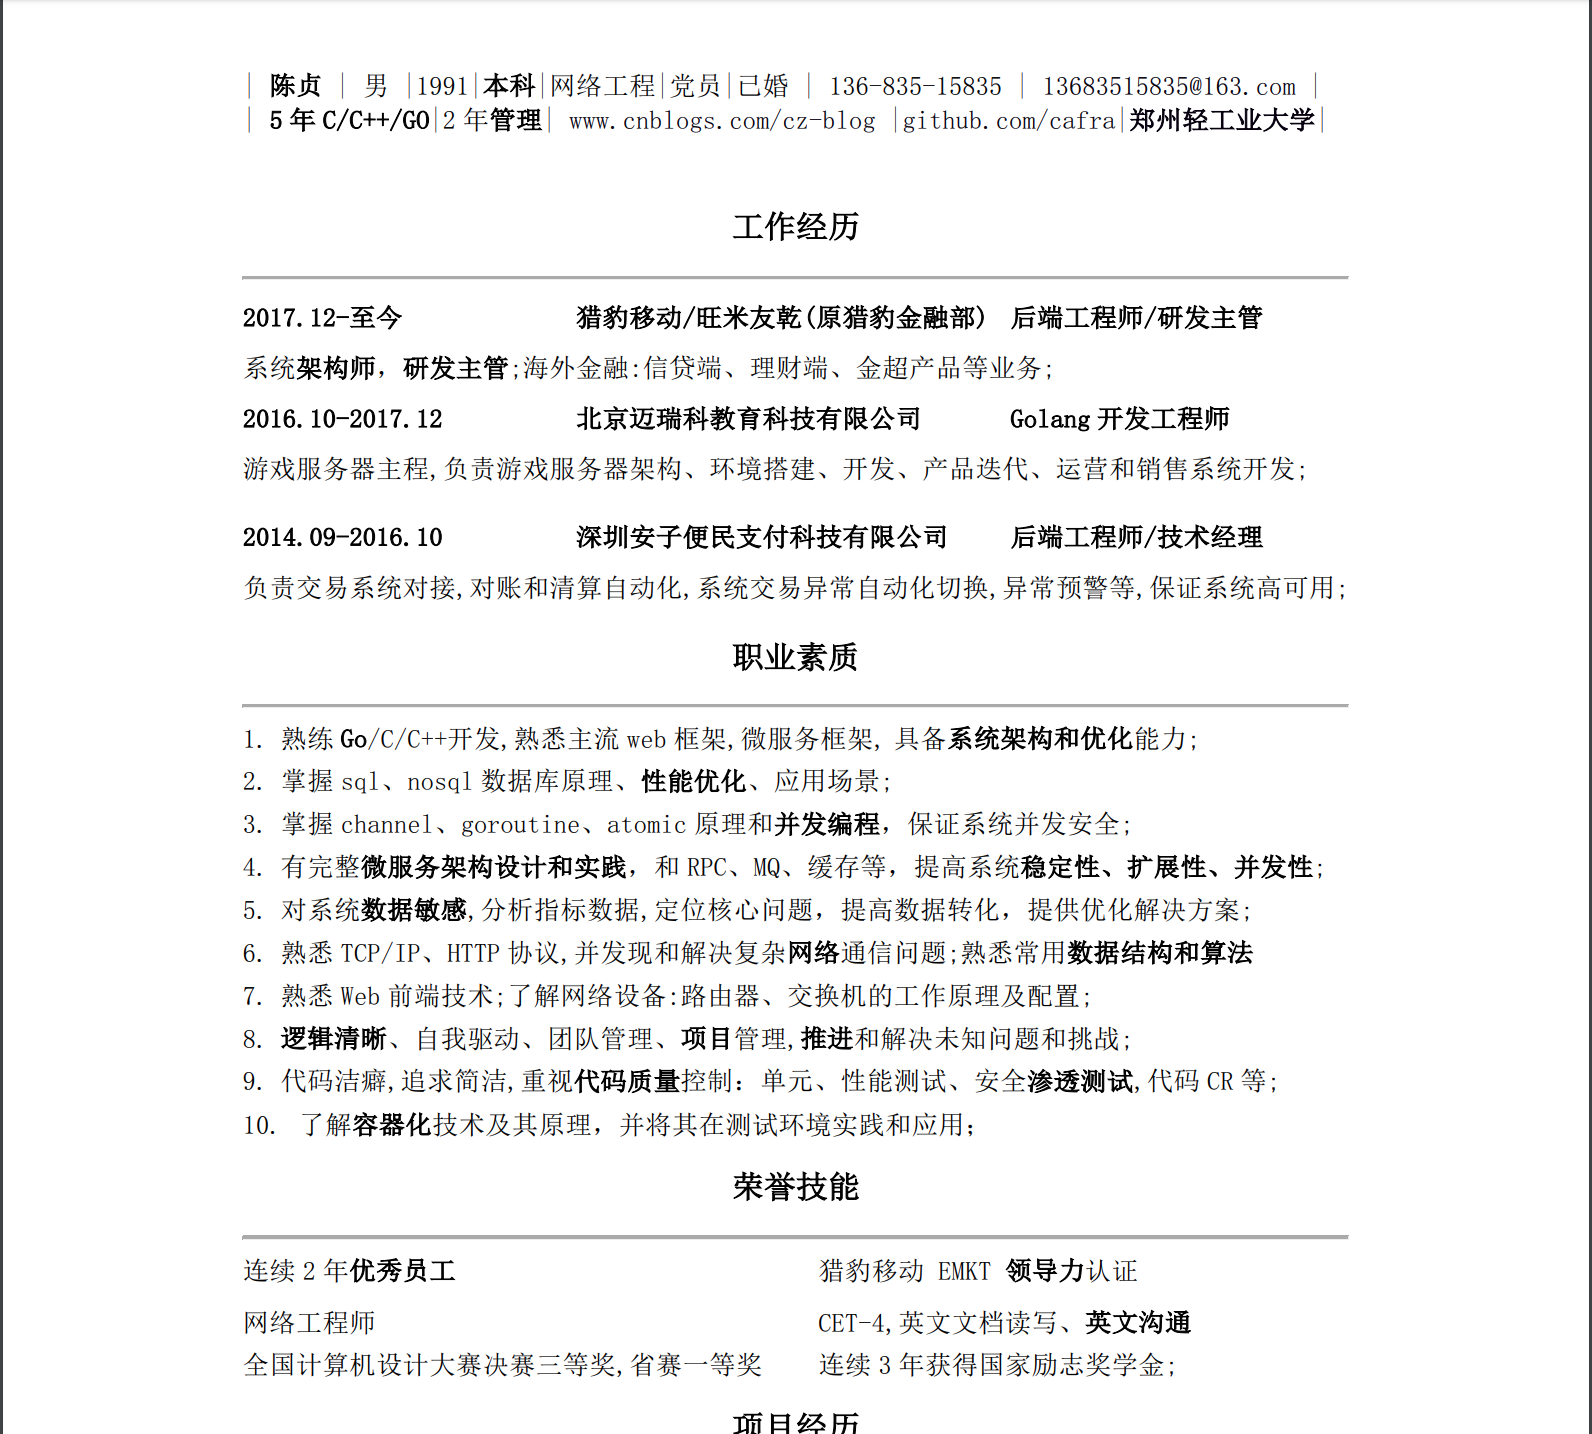 | 陈贞 | 男 |1991|本科|网络工程|党员|已婚 | 136-835-15835 | 13683515835@163.com |
| 5 年 C/C++/GO|2 年管理| www.cnblogs.com/cz-blog |github.com/cafra|郑州轻工业大学|
工作经历
2017.12-至今 猎豹移动/旺米友乾(原猎豹金融部) 后端工程师/研发主管
系统架构师，研发主管;海外金融:信贷端、理财端、金超产品等业务;
2016.10-2017.12 北京迈瑞科教育科技有限公司 Golang 开发工程师
游戏服务器主程,负责游戏服务器架构、环境搭建、开发、产品迭代、运营和销售系统开发;
2014.09-2016.10 深圳安子便民支付科技有限公司 后端工程师/技术经理
负责交易系统对接,对账和清算自动化,系统交易异常自动化切换,异常预警等,保证系统高可用;
职业素质
1. 熟练 Go/C/C++开发,熟悉主流 web 框架,微服务框架, 具备系统架构和优化能力;
2. 掌握 sql、nosql 数据库原理、性能优化、应用场景;
3. 掌握 channel、goroutine、atomic 原理和并发编程，保证系统并发安全;
4. 有完整微服务架构设计和实践，和 RPC、MQ、缓存等，提高系统稳定性、扩展性、并发性;
5. 对系统数据敏感,分析指标数据,定位核心问题，提高数据转化，提供优化解决方案;
6. 熟悉 TCP/IP、HTTP 协议,并发现和解决复杂网络通信问题;熟悉常用数据结构和算法
7. 熟悉 Web 前端技术;了解网络设备:路由器、交换机的工作原理及配置;
8. 逻辑清晰、自我驱动、团队管理、项目管理,推进和解决未知问题和挑战;
9. 代码洁癖,追求简洁,重视代码质量控制：单元、性能测试、安全渗透测试,代码 CR 等;
10. 了解容器化技术及其原理，并将其在测试环境实践和应用；
荣誉技能
连续 2 年优秀员工 猎豹移动 EMKT 领导力认证
网络工程师 CET-4,英文文档读写、英文沟通
全国计算机设计大赛决赛三等奖,省赛一等奖 连续 3 年获得国家励志奖学金;
项目经历